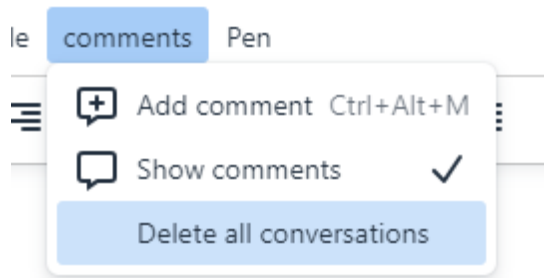 le comments Pen
Add comment Ctrl+Alt+M
Show comments
Delete all conversations